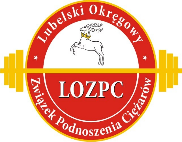 Lubelski Okręgowy
LOZPC
Związek Podnoszenia Ciężarów